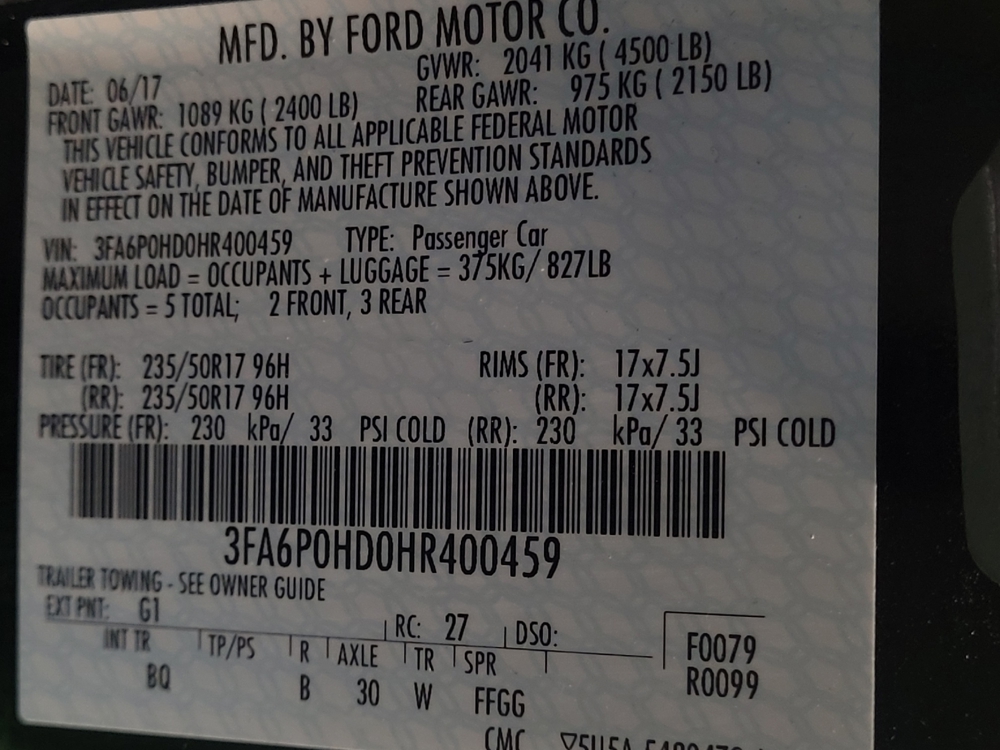 MFD. BY FORD MOTOR CO.
DATE: 06/17 GVWR: 2041 KG ( 4500 LB)
FRONT GAWR: 1089 KG ( 2400 LB) REAR GAWR: 975 KG ( 2150 LB)
THIS VEHICLE CONFORMS TO ALL APPLICABLE FEDERAL MOTOR
VEHICLE SAFETY, BUMPER, AND THEFT PREVENTION STANDARDS
IN EFFECT ON THE DATE OF MANUFACTURE SHOWN ABOVE.
VIN: 3FA6P0HD0HR400459 TYPE: Passenger Car
MAXIMUM LOAD = OCCUPANTS + LUGGAGE = 375KG/ 827LB
OCCUPANTS = 5 TOTAL; 2 FRONT, 3 REAR
TIRE (FR): 235/50R17 96H RIMS (FR): 17x7.5J
(RR): 235/50R17 96H (RR): 17x7.5J
PRESSURE (FR): 230 kPa/ 33 PSI COLD (RR): 230 kPa/ 33 PSI COLD
3FA6P0HD0HR400459
TRAILER TOWING - SEE OWNER GUIDE
EXT PNT: G1 RC: 27 DSO: F0079
INT TR TP/PS R AXLE TR SPR R0099
BQ B 30 W FFGG
CMC